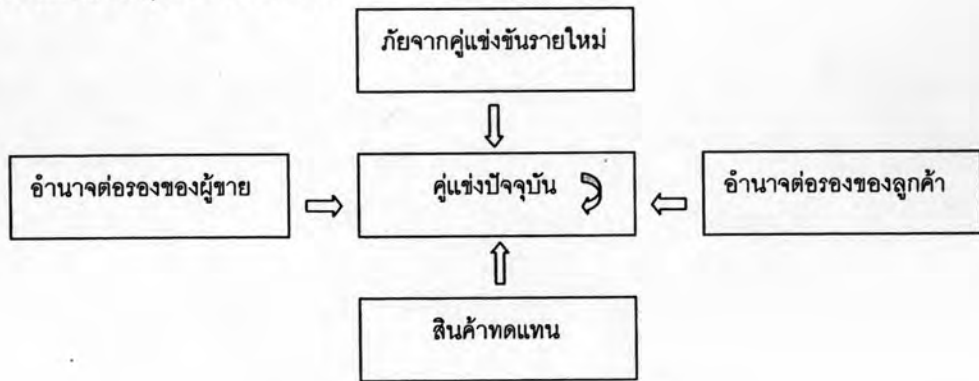 ภัยจากคู่แข่งขันรายใหม่
อำนาจต่อรองของผู้ขาย
คู่แข่งปัจจุบัน
อำนาจต่อรองของลูกค้า
สินค้าทดแทน